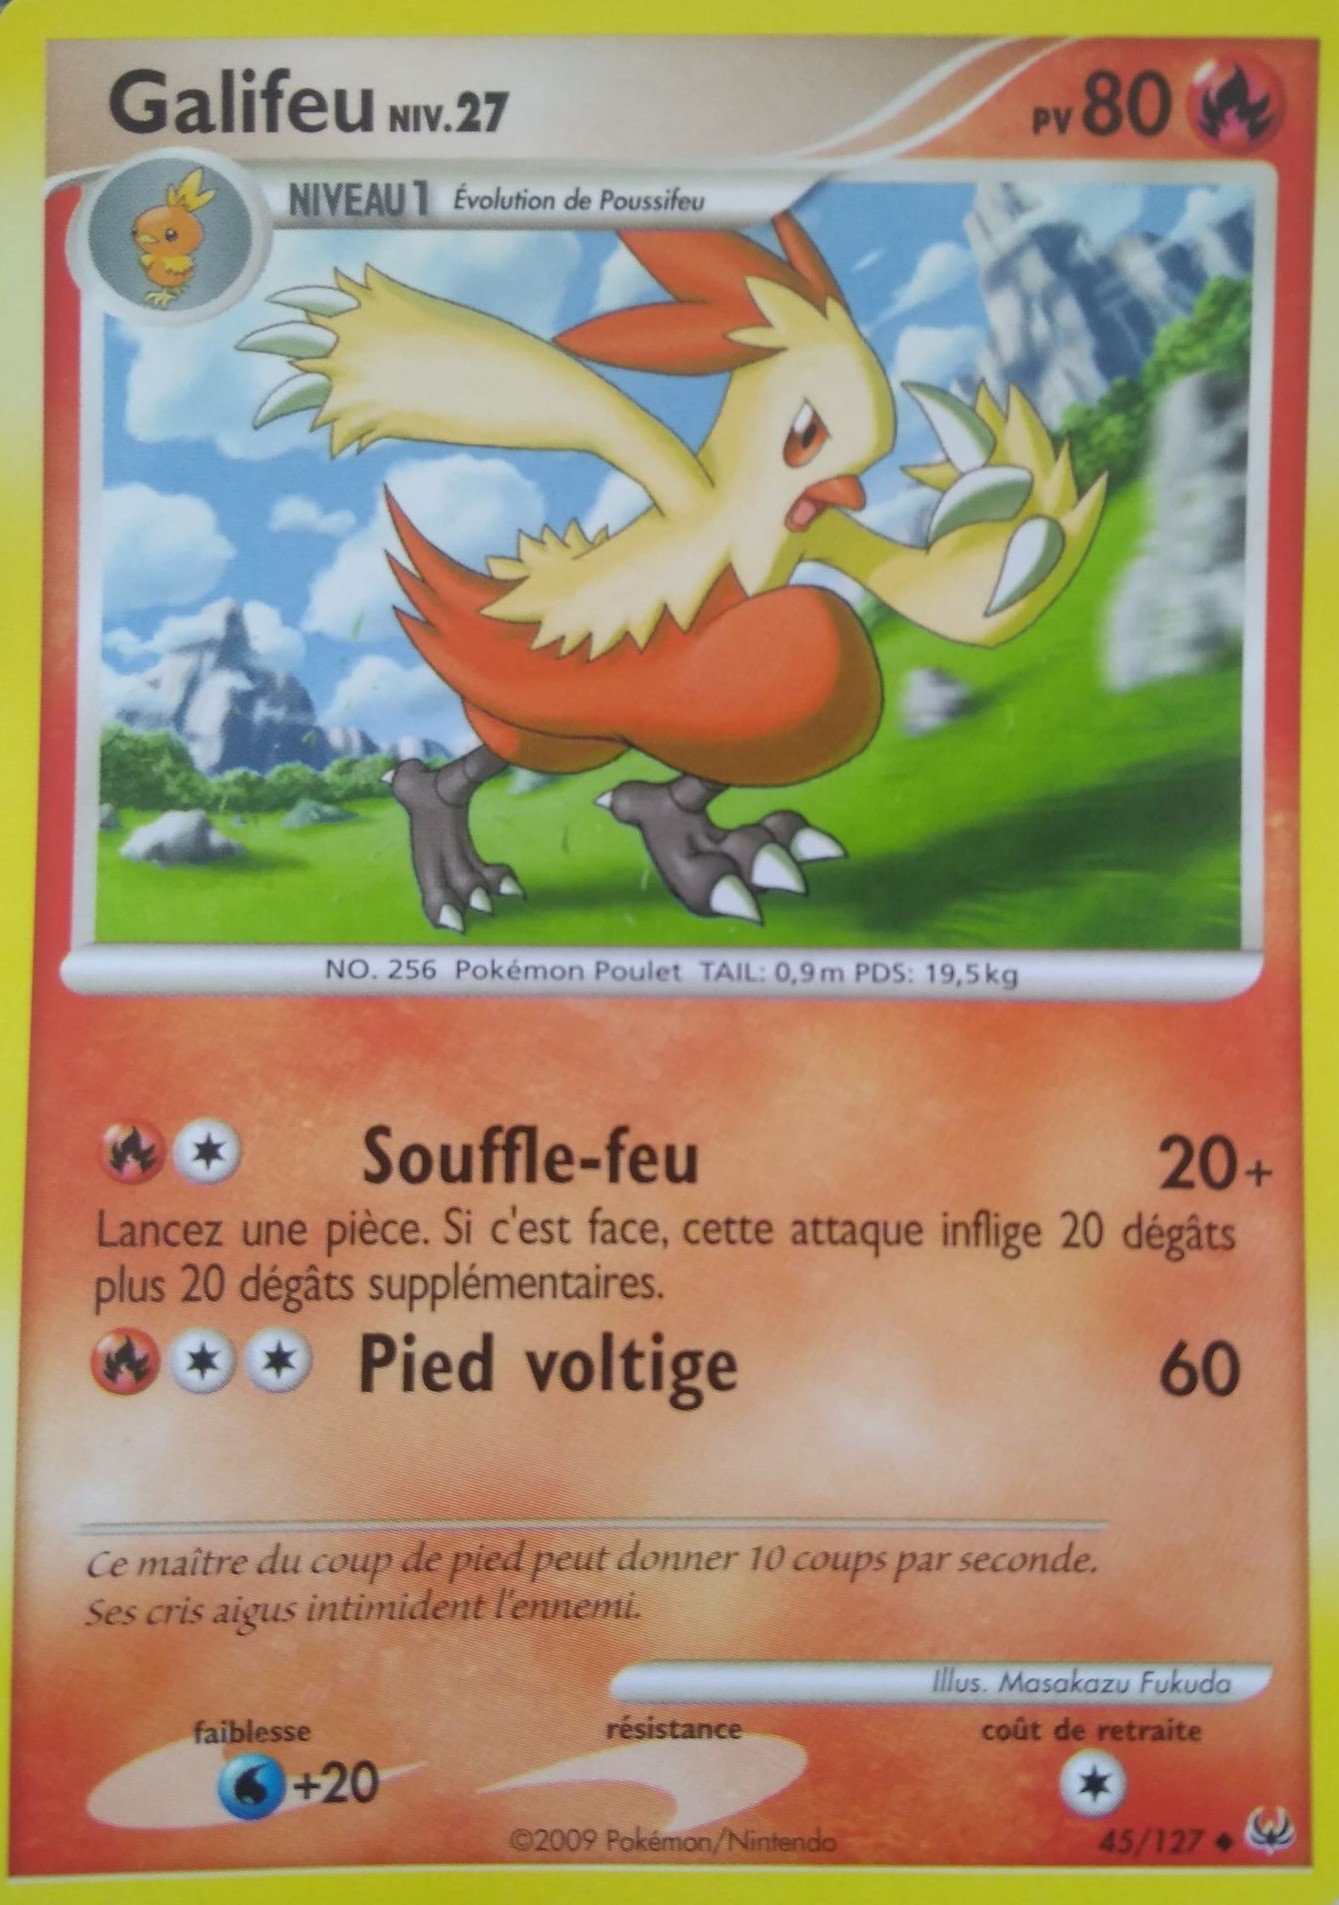 Galifeu NIV.27
PV 80
NIVEAU 1 Évolution de Poussifeu
NO. 256 Pokémon Poulet TAIL: 0,9m PDS: 19,5kg
Souffle-feu 20+
Lancez une pièce. Si c'est face, cette attaque inflige 20 dégâts
plus 20 dégâts supplémentaires.
Pied voltige 60
Ce maître du coup de pied peut donner 10 coups par seconde.
Ses cris aigus intimident l'ennemi.
Illus. Masakazu Fukuda
faiblesse résistance coût de retraite
+20
©2009 Pokémon/Nintendo 45/127